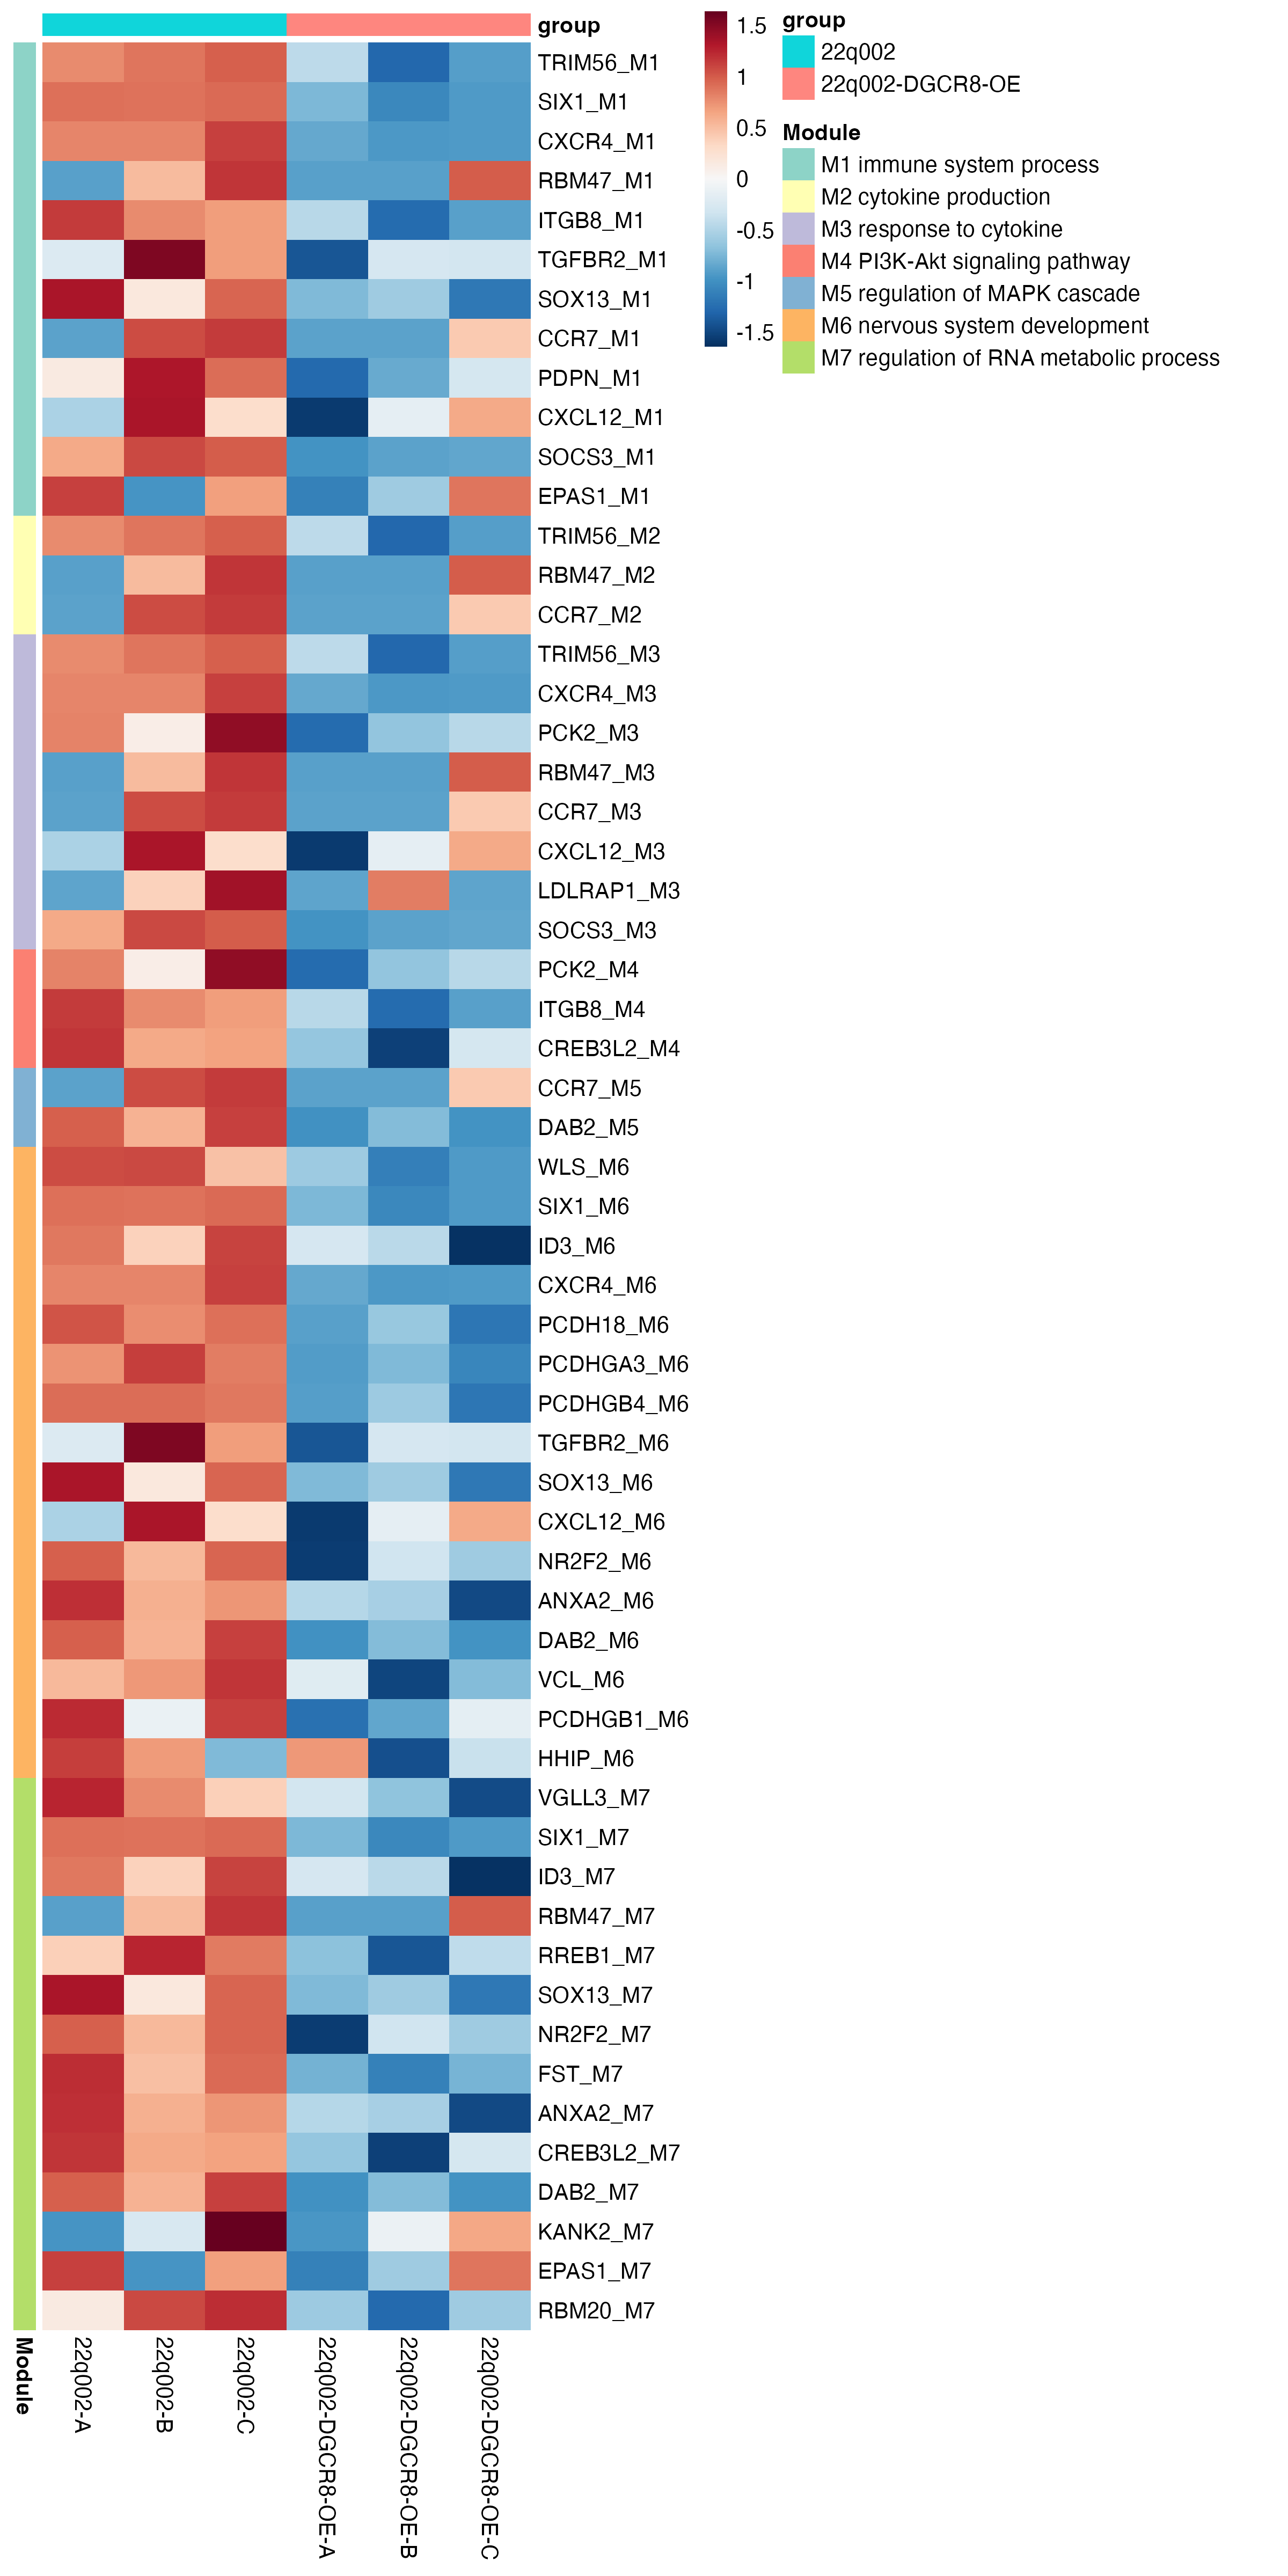 group
TRIM56_M1
SIX1_M1
CXCR4_M1
RBM47_M1
ITGB8_M1
TGFBR2_M1
SOX13_M1
CCR7_M1
PDPN_M1
CXCL12_M1
SOCS3_M1
EPAS1_M1
TRIM56_M2
RBM47_M2
CCR7_M2
TRIM56_M3
CXCR4_M3
PCK2_M3
RBM47_M3
CCR7_M3
CXCL12_M3
LDLRAP1_M3
SOCS3_M3
PCK2_M4
ITGB8_M4
CREB3L2_M4
CCR7_M5
DAB2_M5
WLS_M6
SIX1_M6
ID3_M6
CXCR4_M6
PCDH18_M6
PCDHGA3_M6
PCDHGB4_M6
TGFBR2_M6
SOX13_M6
CXCL12_M6
NR2F2_M6
ANXA2_M6
DAB2_M6
VCL_M6
PCDHGB1_M6
HHIP_M6
VGLL3_M7
SIX1_M7
ID3_M7
RBM47_M7
RREB1_M7
SOX13_M7
NR2F2_M7
FST_M7
ANXA2_M7
CREB3L2_M7
DAB2_M7
KANK2_M7
EPAS1_M7
RBM20_M7
Module
22q002-A
22q002-B
22q002-C
22q002-DGCR8-OE-A
22q002-DGCR8-OE-B
22q002-DGCR8-OE-C
1.5
1
0.5
0
-0.5
-1
-1.5
group
22q002
22q002-DGCR8-OE
Module
M1 immune system process
M2 cytokine production
M3 response to cytokine
M4 PI3K-Akt signaling pathway
M5 regulation of MAPK cascade
M6 nervous system development
M7 regulation of RNA metabolic process